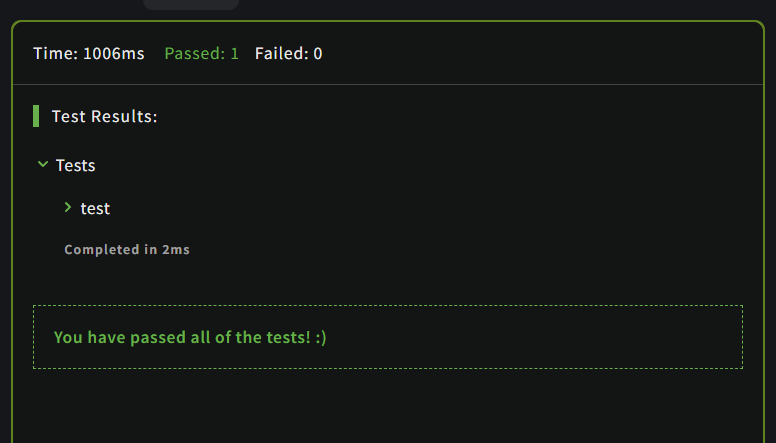 Time: 1006ms Passed: 1 Failed: 0
Test Results:
Tests
test
Completed in 2ms
You have passed all of the tests! :)